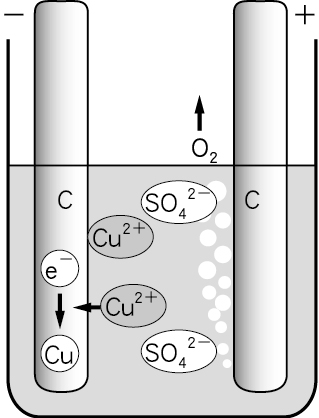 − +
O₂
C SO₄²⁻ C
Cu²⁺
e⁻
Cu²⁺
Cu SO₄²⁻